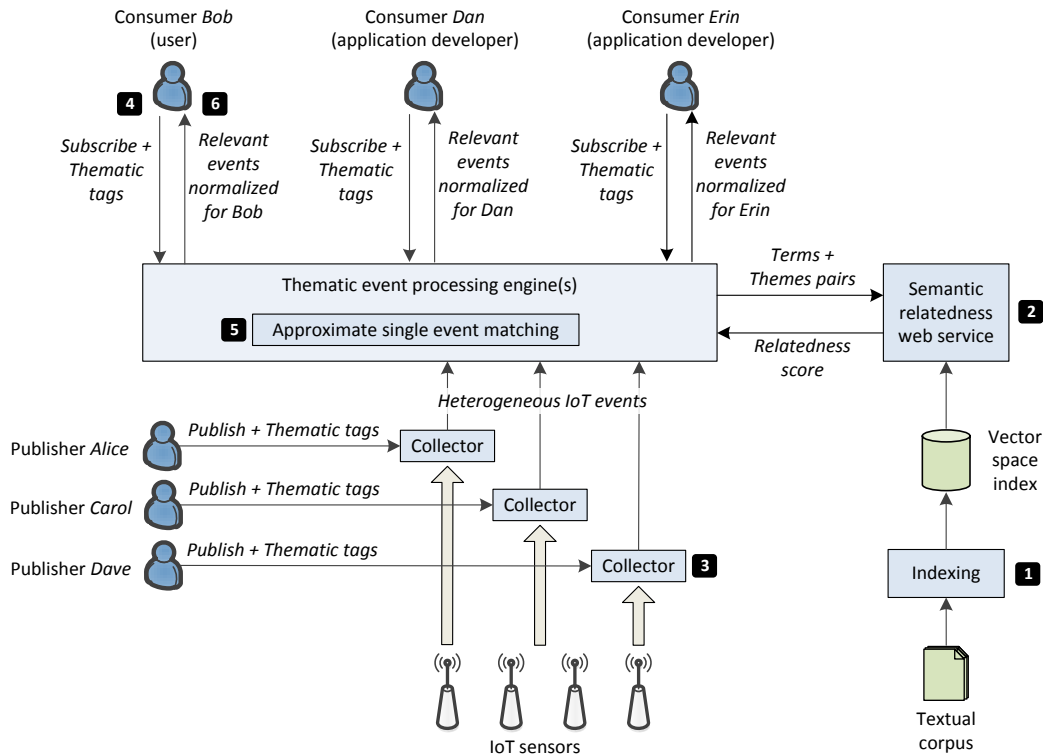 Consumer Bob
(user)
Consumer Dan
(application developer)
Consumer Erin
(application developer)
4
6
Subscribe +
Thematic
tags
Relevant
events
normalized
for Bob
Subscribe +
Thematic
tags
Relevant
events
normalized
for Dan
Subscribe +
Thematic
tags
Relevant
events
normalized
for Erin
Thematic event processing engine(s)
5
Approximate single event matching
Terms +
Themes pairs
Relatedness
score
Semantic
relatedness
web service
2
Heterogeneous IoT events
Publisher Alice
Publish + Thematic tags
Collector
Publisher Carol
Publish + Thematic tags
Collector
Publisher Dave
Publish + Thematic tags
Collector
3
Vector
space
index
Indexing
1
IoT sensors
Textual
corpus